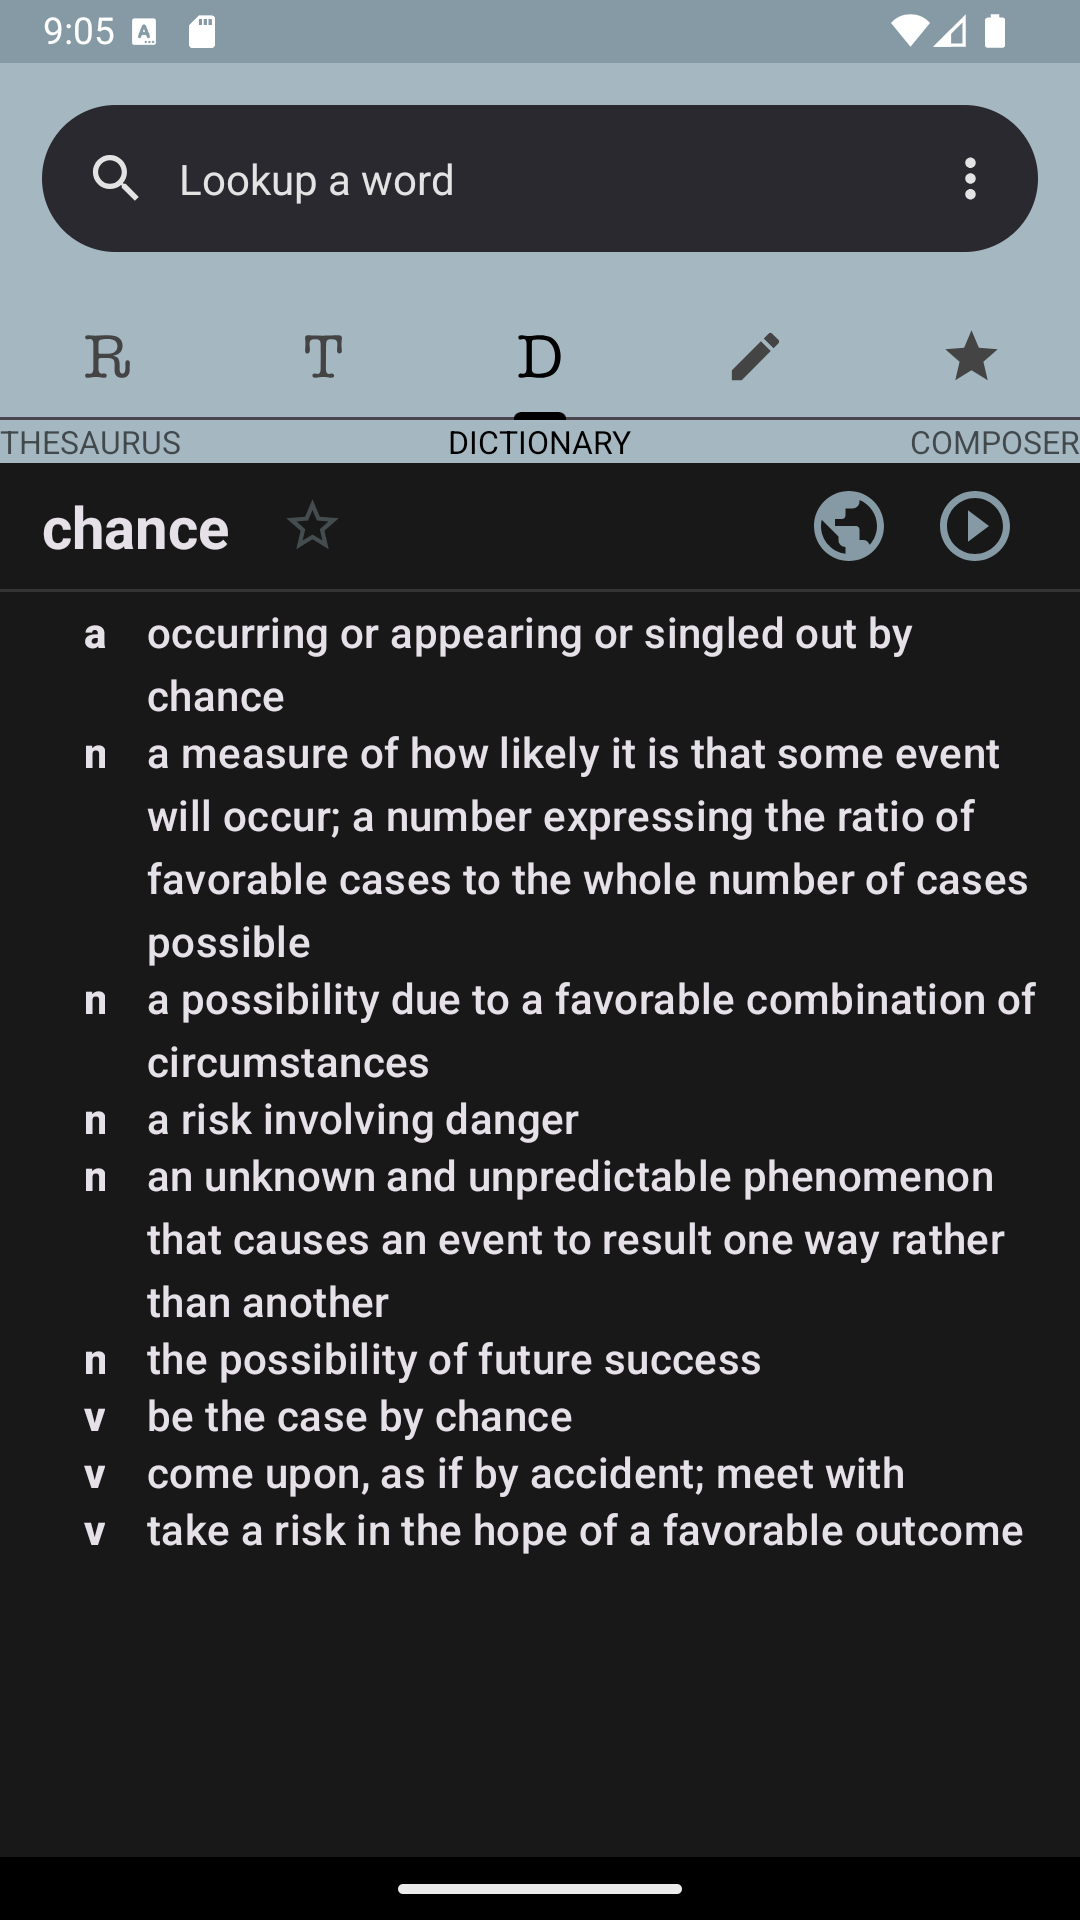 9:05
Lookup a word
R T D
THESAURUS DICTIONARY COMPOSER
chance
a occurring or appearing or singled out by
chance
n a measure of how likely it is that some event
will occur; a number expressing the ratio of
favorable cases to the whole number of cases
possible
n a possibility due to a favorable combination of
circumstances
n a risk involving danger
n an unknown and unpredictable phenomenon
that causes an event to result one way rather
than another
n the possibility of future success
v be the case by chance
v come upon, as if by accident; meet with
v take a risk in the hope of a favorable outcome